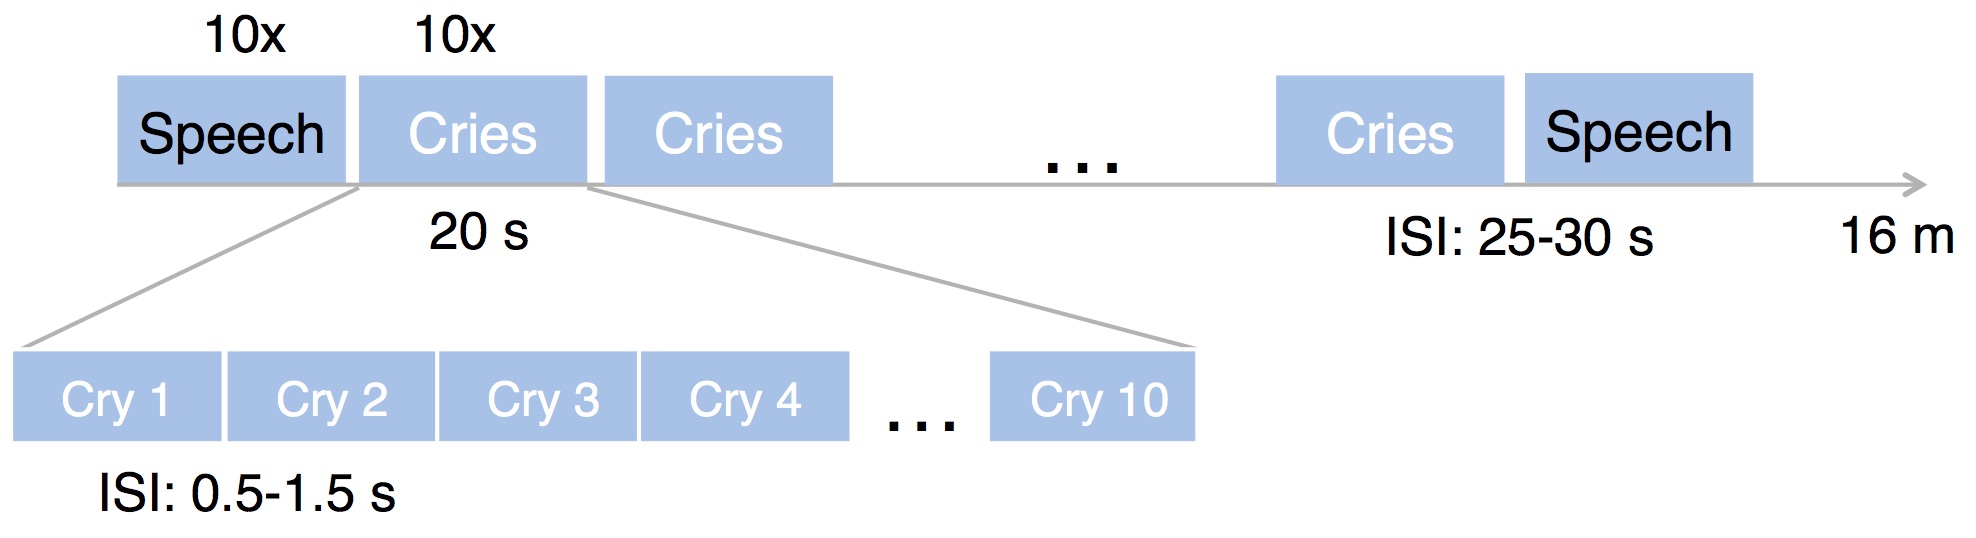 10x 10x
Speech Cries Cries ... Cries Speech
20 s ISI: 25-30 s 16 m
Cry 1 Cry 2 Cry 3 Cry 4 ... Cry 10
ISI: 0.5-1.5 s